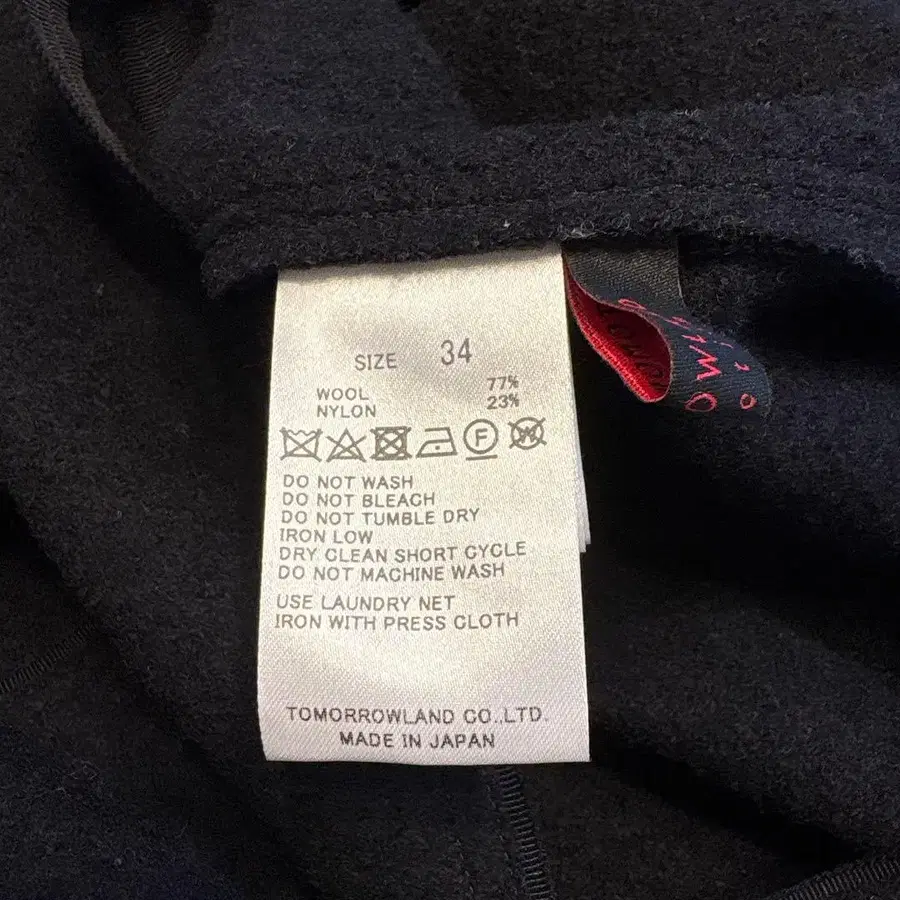 SIZE 34
WOOL 77%
NYLON 23%
F W
DO NOT WASH
DO NOT BLEACH
DO NOT TUMBLE DRY
IRON LOW
DRY CLEAN SHORT CYCLE
DO NOT MACHINE WASH
USE LAUNDRY NET
IRON WITH PRESS CLOTH
TOMORROWLAND CO.,LTD.
MADE IN JAPAN